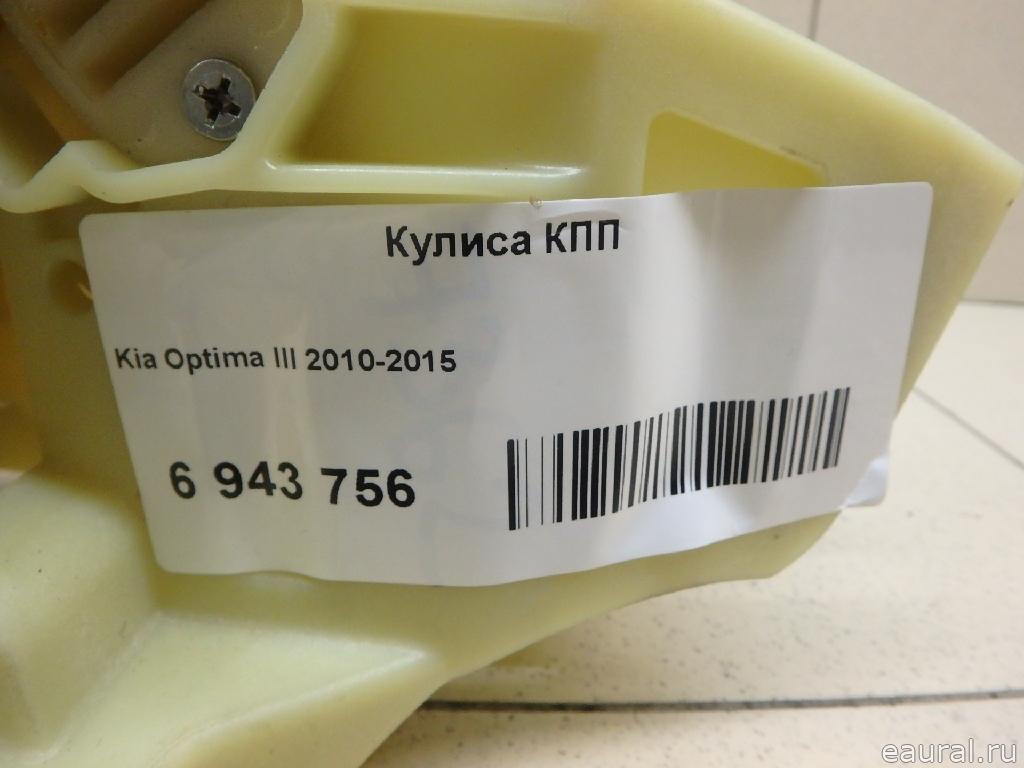 Кулиса КПП
Kia Optima III 2010-2015
6 943 756
eaural.ru